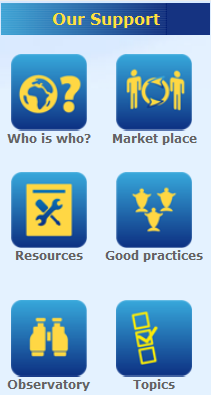 Our Support
Who is who? Market place
Resources Good practices
Observatory Topics